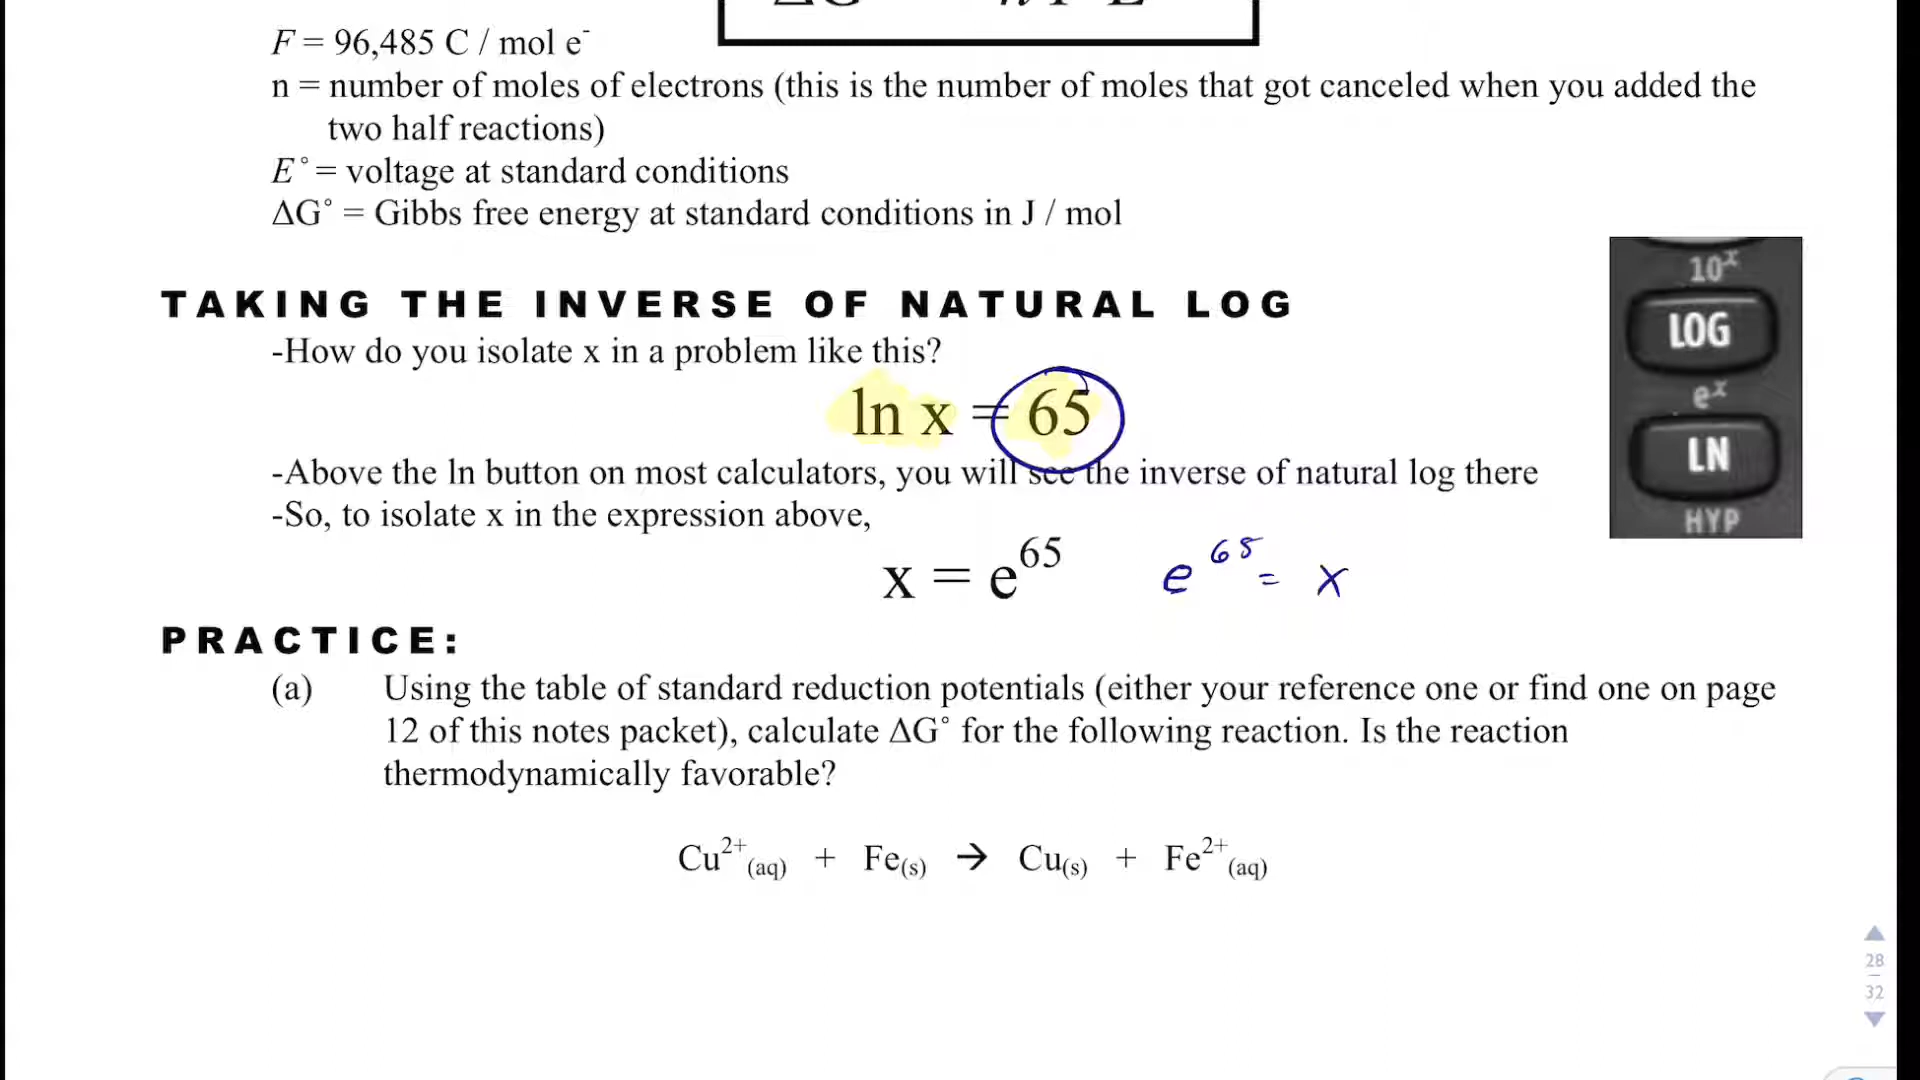 F = 96,485 C / mol e⁻
n = number of moles of electrons (this is the number of moles that got canceled when you added the
two half reactions)
E° = voltage at standard conditions
ΔG° = Gibbs free energy at standard conditions in J / mol
TAKING THE INVERSE OF NATURAL LOG
-How do you isolate x in a problem like this?
ln x = 65
-Above the ln button on most calculators, you will see the inverse of natural log there
-So, to isolate x in the expression above,
x = e⁶⁵ e⁶⁵ = x
10ˣ
LOG
eˣ
LN
HYP
PRACTICE:
(a) Using the table of standard reduction potentials (either your reference one or find one on page
12 of this notes packet), calculate ΔG° for the following reaction. Is the reaction
thermodynamically favorable?
Cu²⁺(aq) + Fe(s) → Cu(s) + Fe²⁺(aq)
28
32